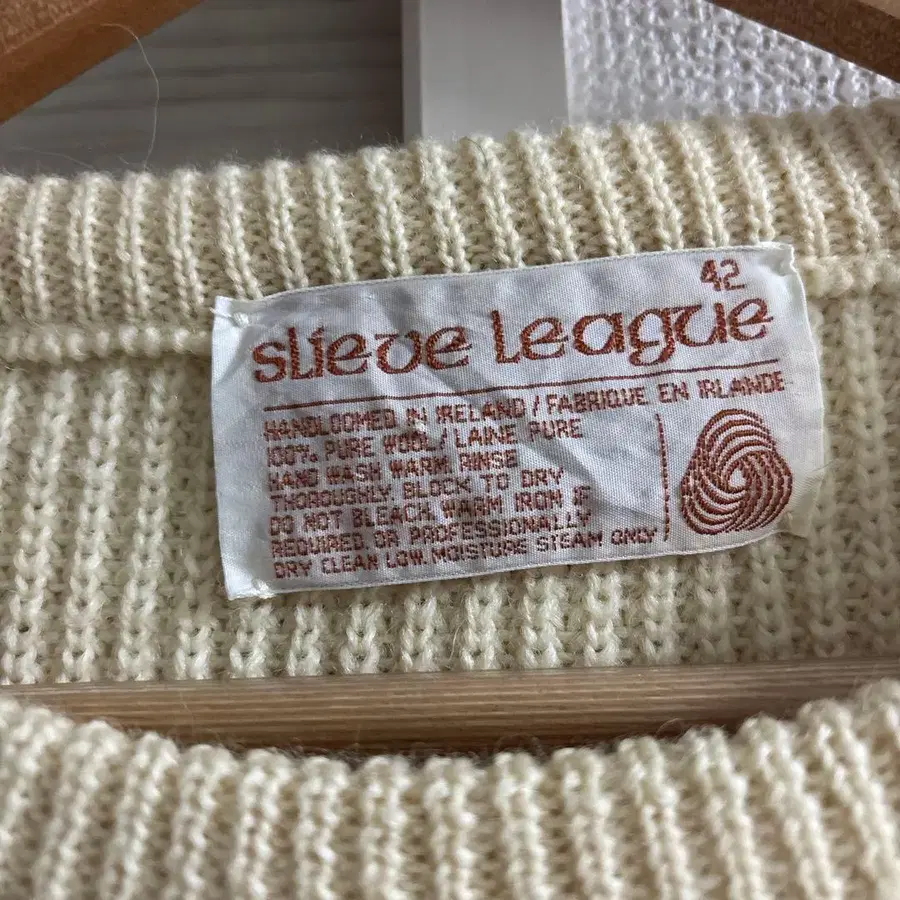 42
Slieve League
HANDLOOMED IN IRELAND / FABRIQUE EN IRLANDE
100% PURE WOOL / LAINE PURE
HAND WASH WARM. RINSE
THOROUGHLY. BLOCK TO DRY
DO NOT BLEACH. WARM IRON IF
REQUIRED. OR PROFESSIONALLY
DRY CLEAN LOW. MOISTURE STEAM ONLY